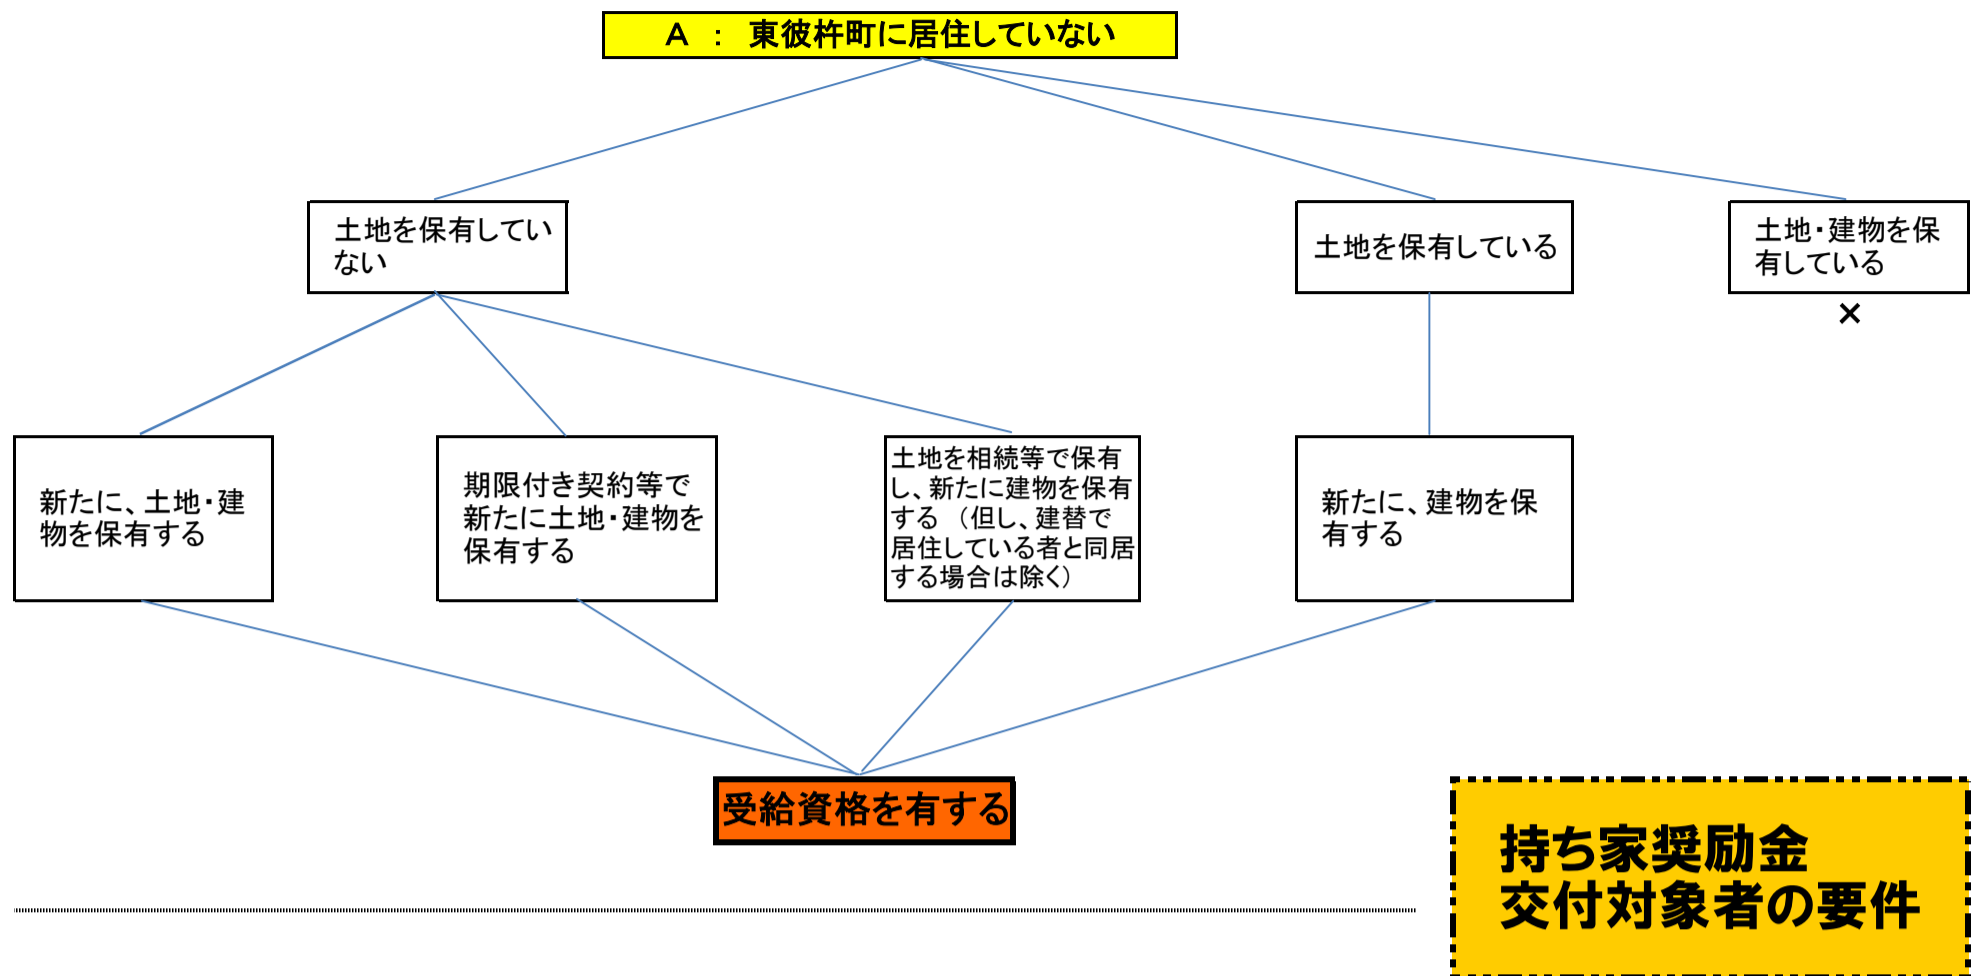 A ： 東彼杵町に居住していない
土地を保有してい
ない
土地を保有している
土地・建物を保
有している
×
新たに、土地・建
物を保有する
期限付き契約等で
新たに土地・建物を
保有する
土地を相続等で保有
し、新たに建物を保有
する （但し、建替で
居住している者と同居
する場合は除く）
新たに、建物を保
有する
受給資格を有する
持ち家奨励金
交付対象者の要件